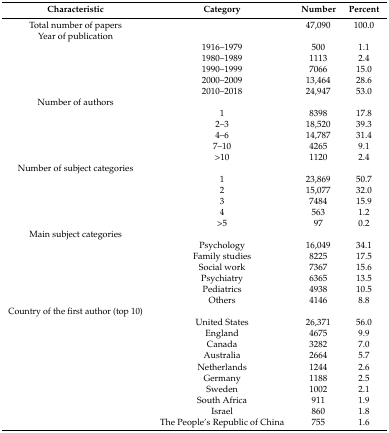 Characteristic Category Number Percent
Total number of papers 47,090 100.0
Year of publication
1916–1979 500 1.1
1980–1989 1113 2.4
1990–1999 7066 15.0
2000–2009 13,464 28.6
2010–2018 24,947 53.0
Number of authors
1 8398 17.8
2–3 18,520 39.3
4–6 14,787 31.4
7–10 4265 9.1
>10 1120 2.4
Number of subject categories
1 23,869 50.7
2 15,077 32.0
3 7484 15.9
4 563 1.2
>5 97 0.2
Main subject categories
Psychology 16,049 34.1
Family studies 8225 17.5
Social work 7367 15.6
Psychiatry 6365 13.5
Pediatrics 4938 10.5
Others 4146 8.8
Country of the first author (top 10)
United States 26,371 56.0
England 4675 9.9
Canada 3282 7.0
Australia 2664 5.7
Netherlands 1244 2.6
Germany 1188 2.5
Sweden 1002 2.1
South Africa 911 1.9
Israel 860 1.8
The People's Republic of China 755 1.6